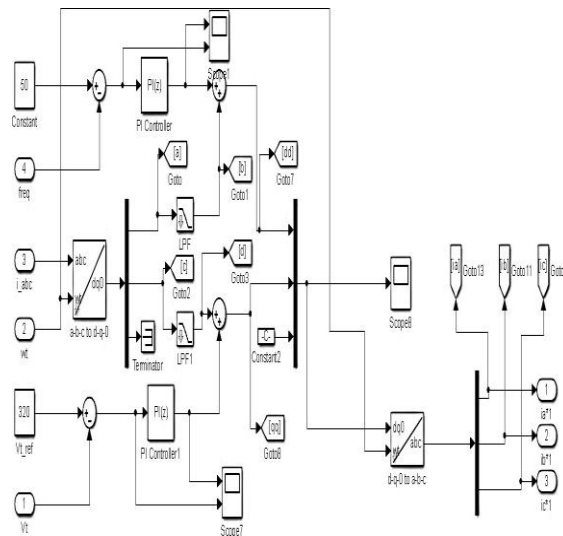 50
Constant
PI(z)
PI Controller
Scope1
4
freq
[a]
Goto
[b]
Goto1
[dd]
Goto7
LPF
3
i_abc
abc
dq0
wt
a-b-c to d-q-0
2
wt
[c]
Goto2
[d]
Goto3
LPF1
Terminator
-C-
Constant2
Scope8
[ia]
Goto13
[ib]
Goto11
[ic]
320
Vt_ref
PI(z)
PI Controller1
[qq]
Goto8
dq0
abc
wt
d-q-0 to a-b-c
1
ia*1
2
ib*1
3
ic*1
1
Vt
Scope7